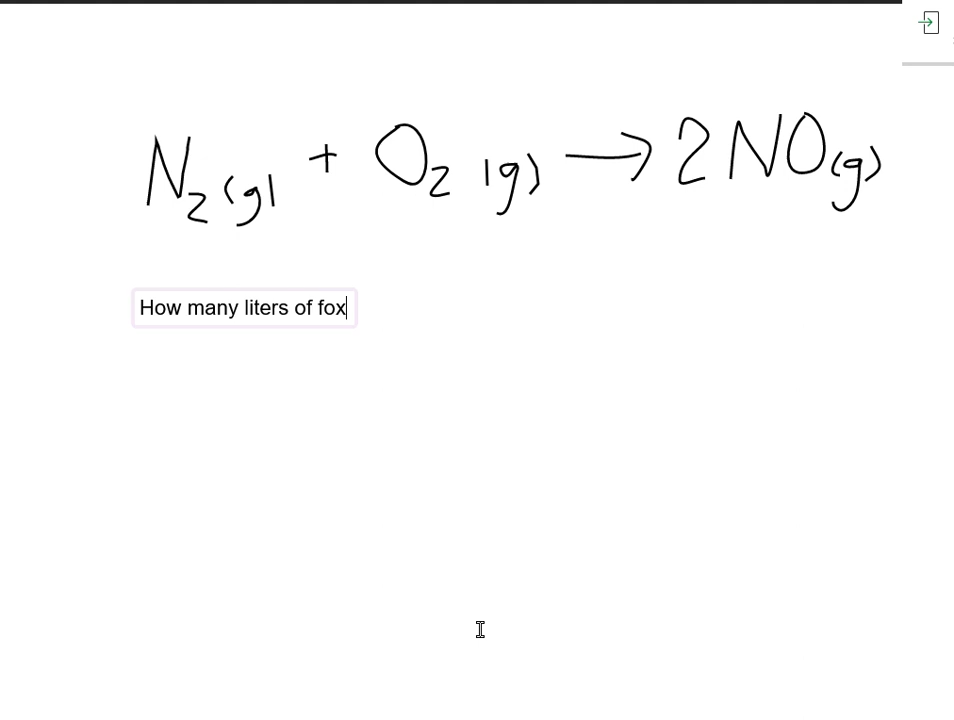 N₂(g) + O₂(g) → 2NO(g)
How many liters of fox